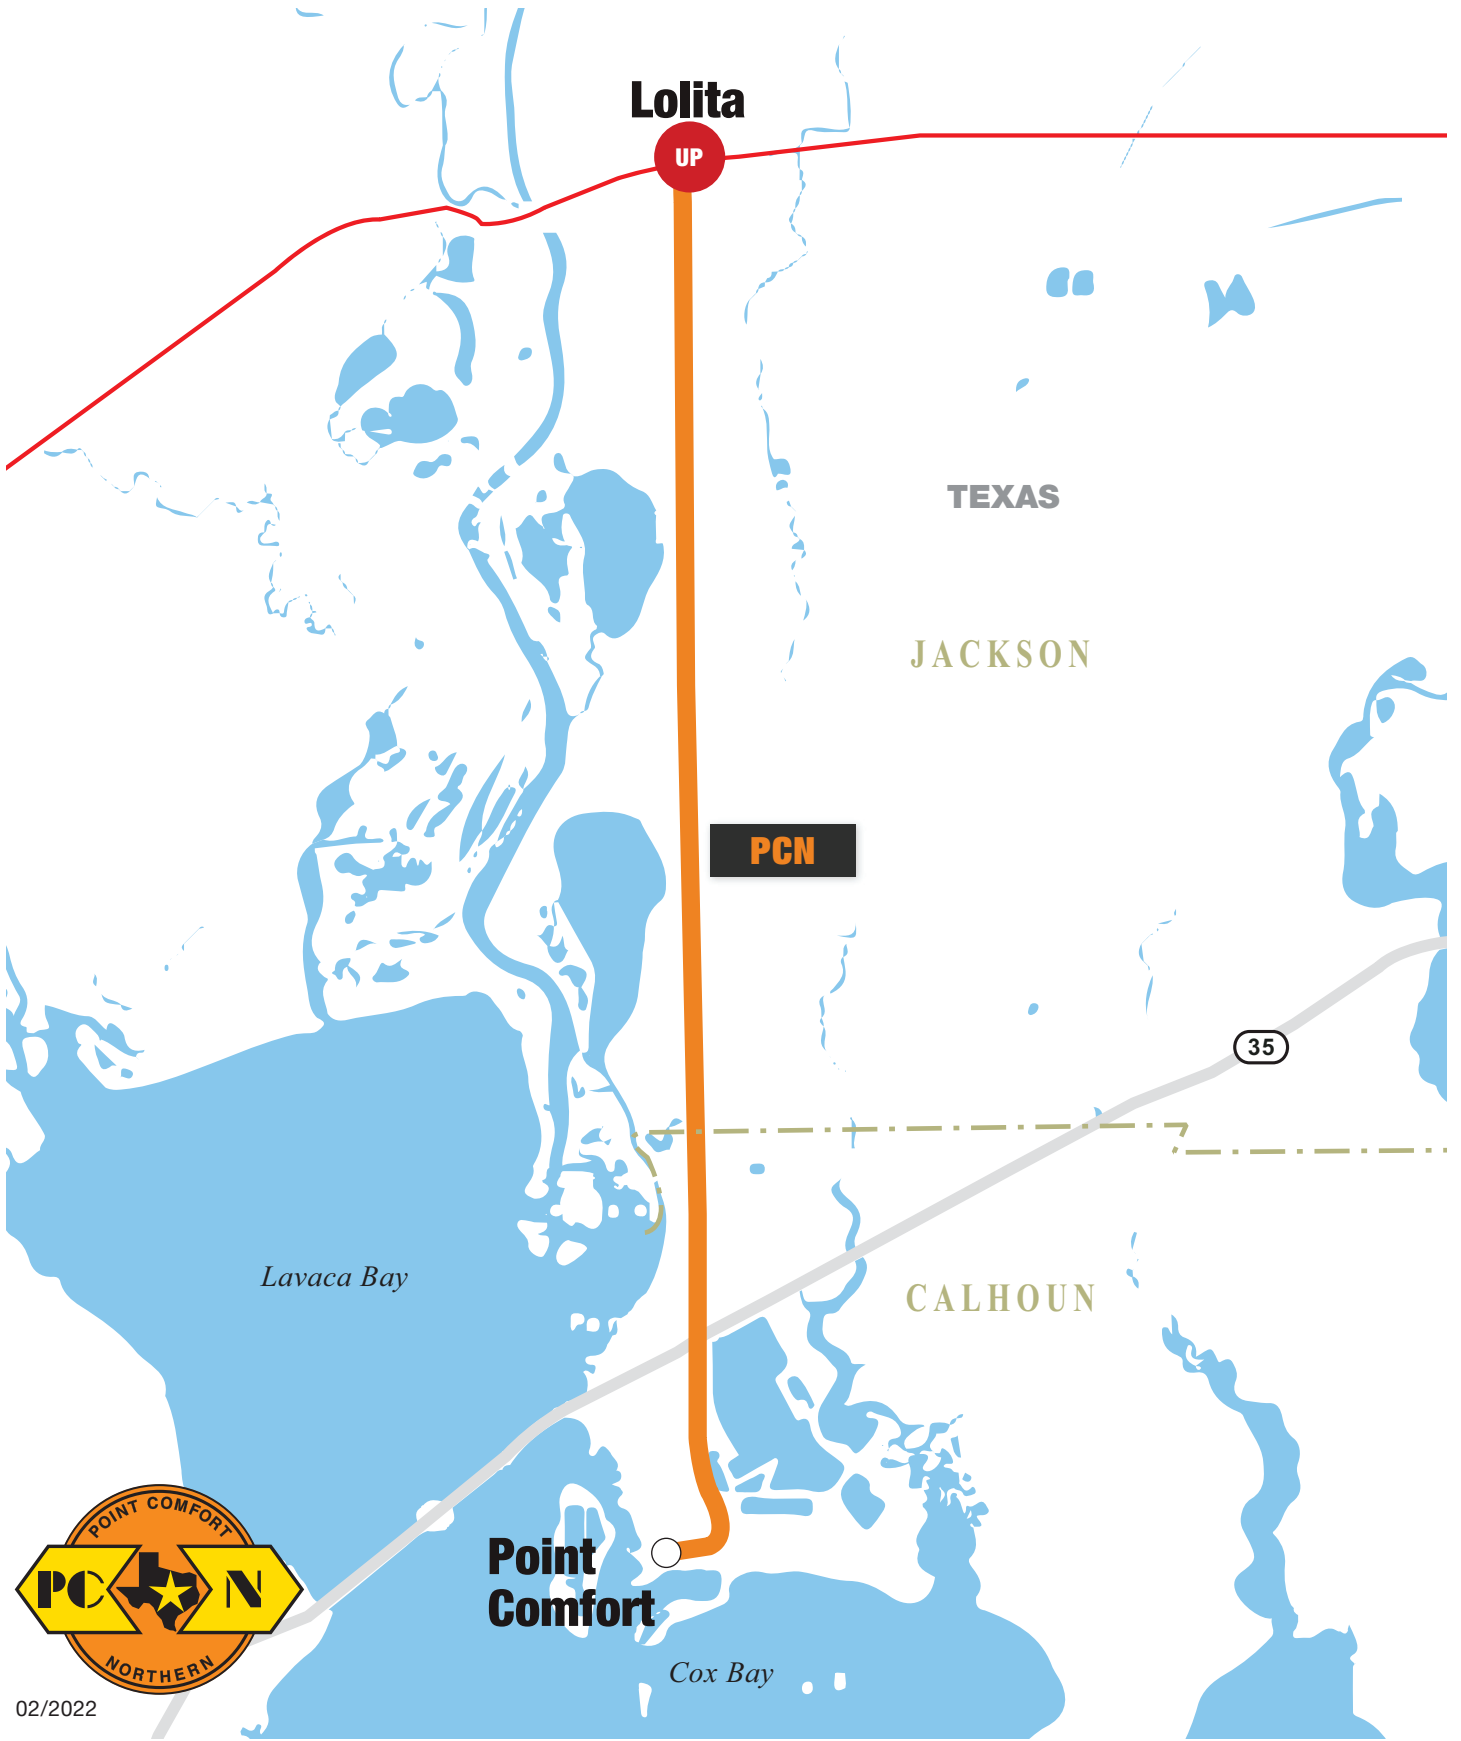 Lolita
UP
TEXAS
JACKSON
PCN
35
Lavaca Bay
CALHOUN
POINT COMFORT
PC N
NORTHERN
Point
Comfort
Cox Bay
02/2022